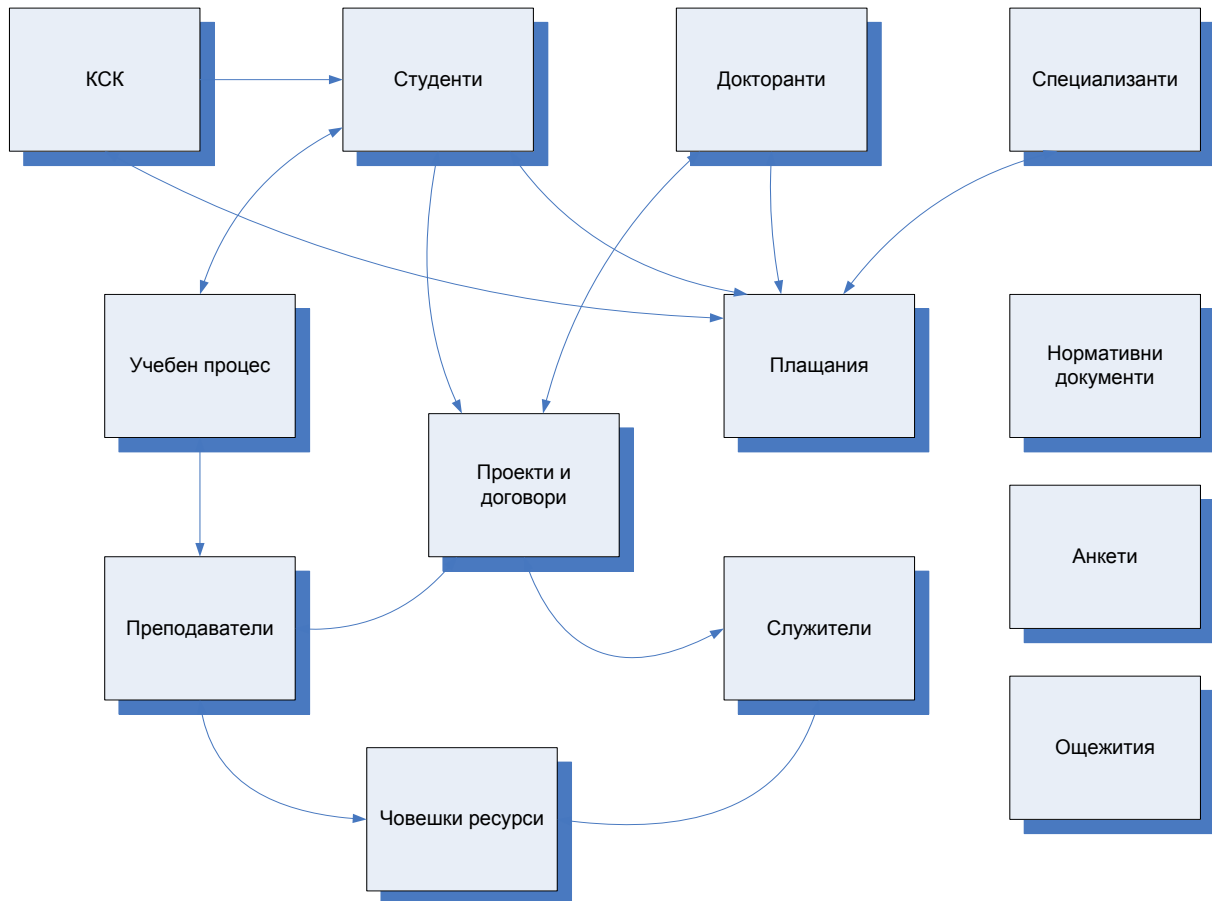 КСК
Студенти
Докторанти
Специализанти
Учебен процес
Плащания
Нормативни
документи
Проекти и
договори
Анкети
Преподаватели
Служители
Ощежития
Човешки ресурси